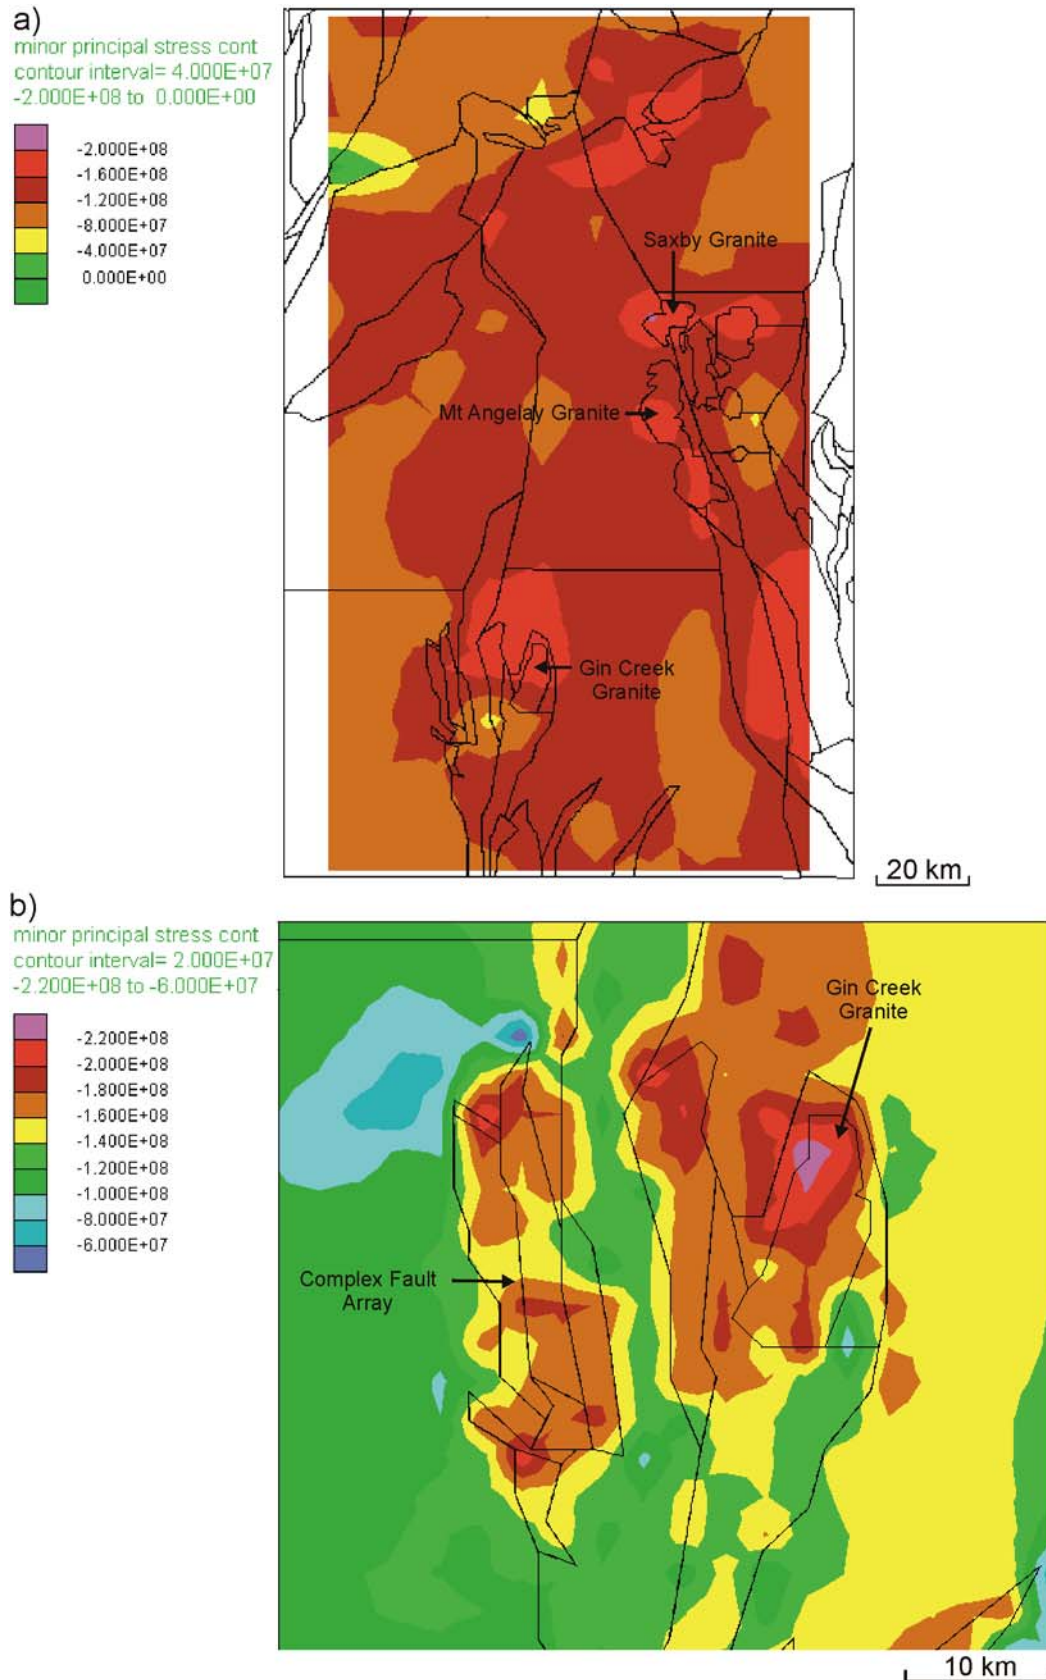 a)
minor principal stress cont
contour interval= 4.000E+07
-2.000E+08 to 0.000E+00
-2.000E+08
-1.600E+08
-1.200E+08
-8.000E+07
-4.000E+07
0.000E+00
Saxby Granite
Mt Angelay Granite
Gin Creek
Granite
20 km
b)
minor principal stress cont
contour interval= 2.000E+07
-2.200E+08 to -6.000E+07
-2.200E+08
-2.000E+08
-1.800E+08
-1.600E+08
-1.400E+08
-1.200E+08
-1.000E+08
-8.000E+07
-6.000E+07
Gin Creek
Granite
Complex Fault
Array
10 km